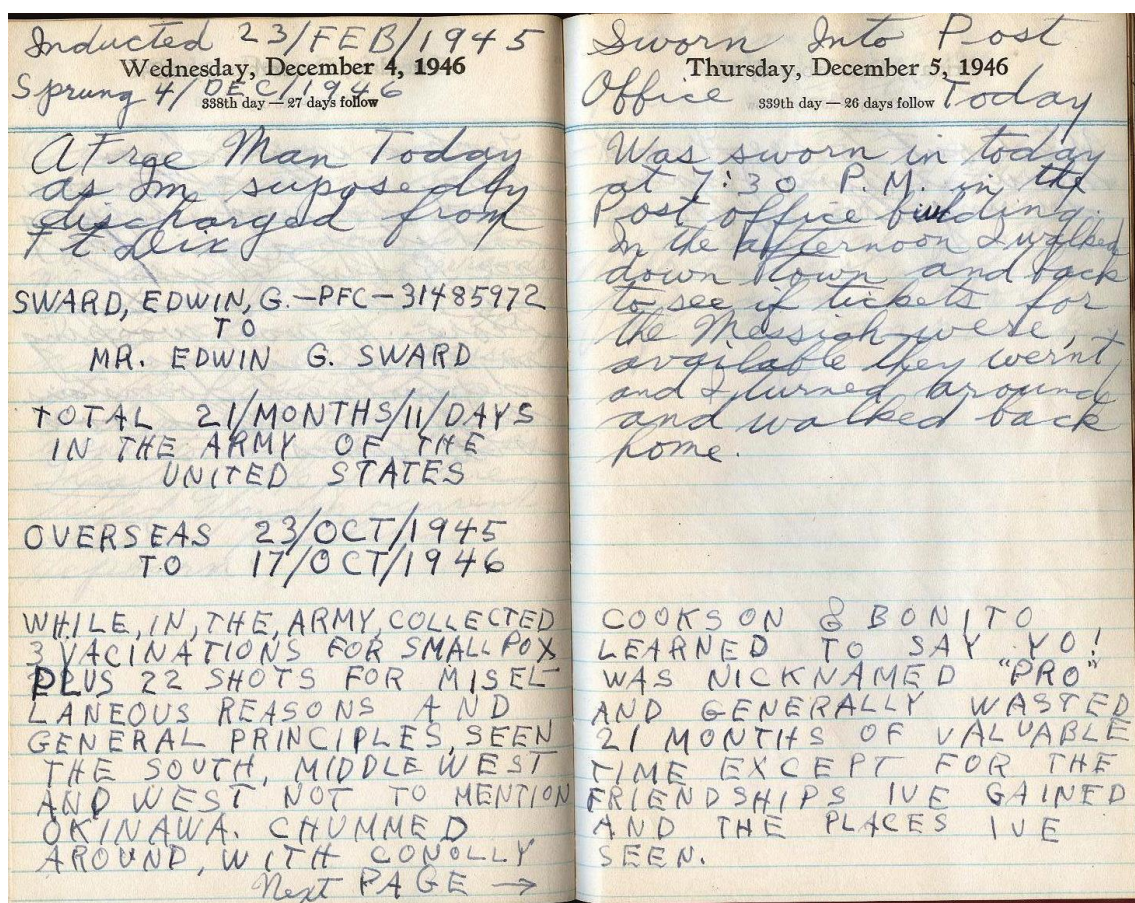 Inducted 23/FEB/1945
Wednesday, December 4, 1946
Sprung 4/DEC/1946
338th day — 27 days follow
A Free Man Today
as Im suposedly
discharged from
Ft Dix
SWARD, EDWIN, G.—PFC—31485972
TO
MR. EDWIN G. SWARD
TOTAL 21/MONTHS/11/DAYS
IN THE ARMY OF THE
UNITED STATES
OVERSEAS 23/OCT/1945
TO 17/OCT/1946
WHILE, IN, THE, ARMY, COLLECTED
3 VACINATIONS FOR SMALLPOX
PLUS 22 SHOTS FOR MISEL-
LANEOUS REASONS AND
GENERAL PRINCIPLES, SEEN
THE SOUTH, MIDDLE WEST
AND WEST NOT TO MENTION
OKINAWA. CHUMMED
AROUND, WITH CONOLLY
Next PAGE →
Sworn Into Post
Thursday, December 5, 1946
Office Today
339th day — 26 days follow
Was sworn in today
at 7:30 P.M. in the
Post office building.
In the afternoon I walked
down town and back
to see if tickets for
the Messiah were,
available they wern't
and I turned around
and walked back
home.
COOKSON & BONITO
LEARNED TO SAY YO!
WAS NICKNAMED "PRO"
AND GENERALLY WASTED
21 MONTHS OF VALUABLE
TIME EXCEPT FOR THE
FRIENDSHIPS IVE GAINED
AND THE PLACES IVE
SEEN.